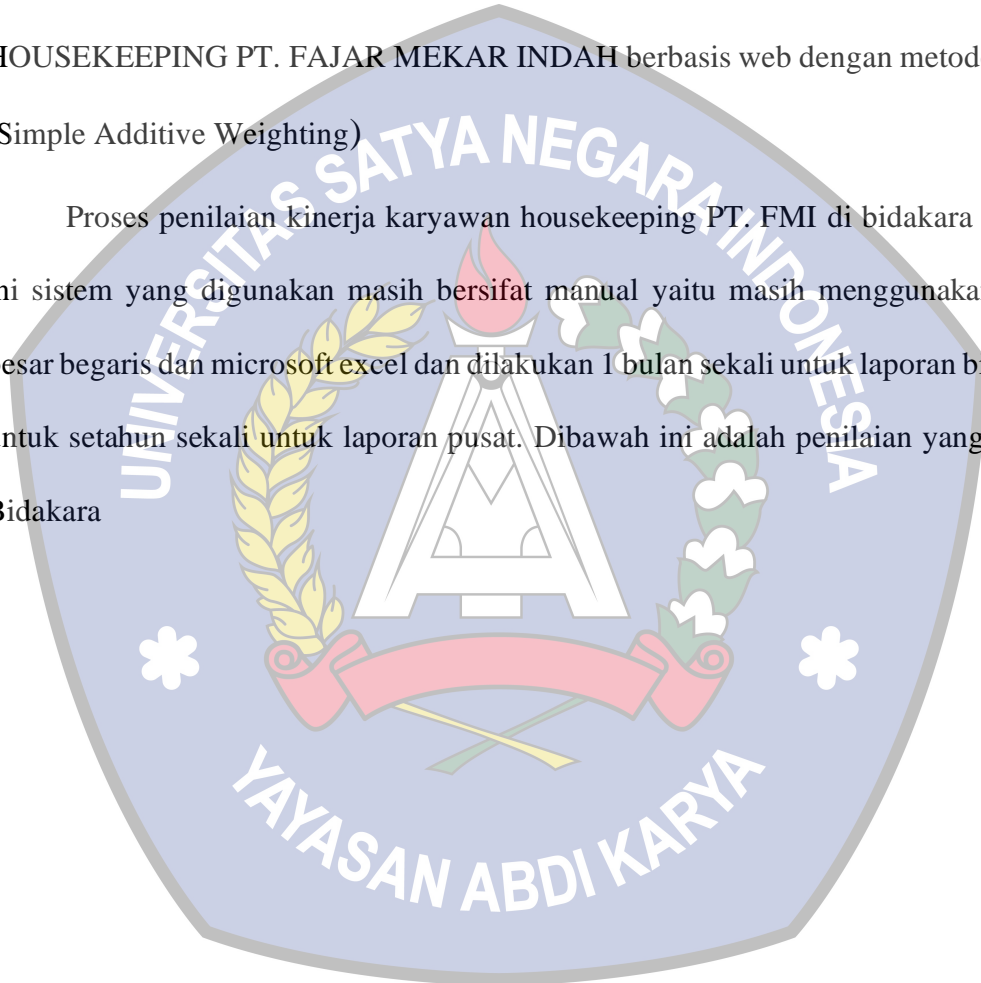 HOUSEKEEPING PT. FAJAR MEKAR INDAH berbasis web dengan metod
(Simple Additive Weighting)
Proses penilaian kinerja karyawan housekeeping PT. FMI di bidakara
ni sistem yang digunakan masih bersifat manual yaitu masih menggunaka
besar begaris dan microsoft excel dan dilakukan 1 bulan sekali untuk laporan b
untuk setahun sekali untuk laporan pusat. Dibawah ini adalah penilaian yang
Bidakara
UNIVERSITAS SATYA NEGARA INDONESIA
YAYASAN ABDI KARYA